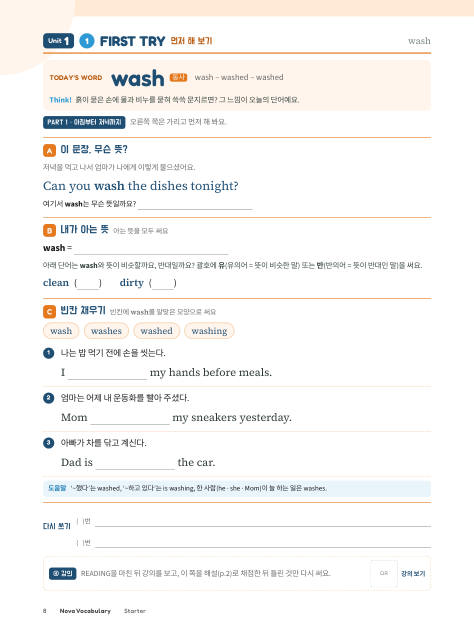 Unit 1 1 FIRST TRY 먼저 해 보기 wash
TODAY'S WORD wash 동사 wash – washed – washed
Think! 흙이 묻은 손에 물과 비누를 묻혀 쓱쓱 문지르면? 그 느낌이 오늘의 단어예요.
PART 1 · 아침부터 저녁까지 오른쪽 쪽은 가리고 먼저 해 봐요.
A 이 문장, 무슨 뜻?
저녁을 먹고 나서 엄마가 나에게 이렇게 물으셨어요.
Can you wash the dishes tonight?
여기서 wash는 무슨 뜻일까요?
B 내가 아는 뜻 아는 뜻을 모두 써요
wash =
아래 단어는 wash와 뜻이 비슷할까요, 반대일까요? 괄호에 유(유의어 = 뜻이 비슷한 말) 또는 반(반의어 = 뜻이 반대인 말)을 써요.
clean (____) dirty (____)
C 빈칸 채우기 빈칸에 wash를 알맞은 모양으로 써요
wash washes washed washing
1 나는 밥 먹기 전에 손을 씻는다.
I ____ my hands before meals.
2 엄마는 어제 내 운동화를 빨아 주셨다.
Mom ____ my sneakers yesterday.
3 아빠가 차를 닦고 계신다.
Dad is ____ the car.
도움말 '~했다'는 washed, '~하고 있다'는 is washing, 한 사람(he · she · Mom)이 늘 하는 일은 washes.
다시 쓰기 ( )번
( )번
강의 READING을 마친 뒤 강의를 보고, 이 쪽을 해설(p.2)로 채점한 뒤 틀린 것만 다시 써요. QR 강의 보기
8 Nova Vocabulary Starter